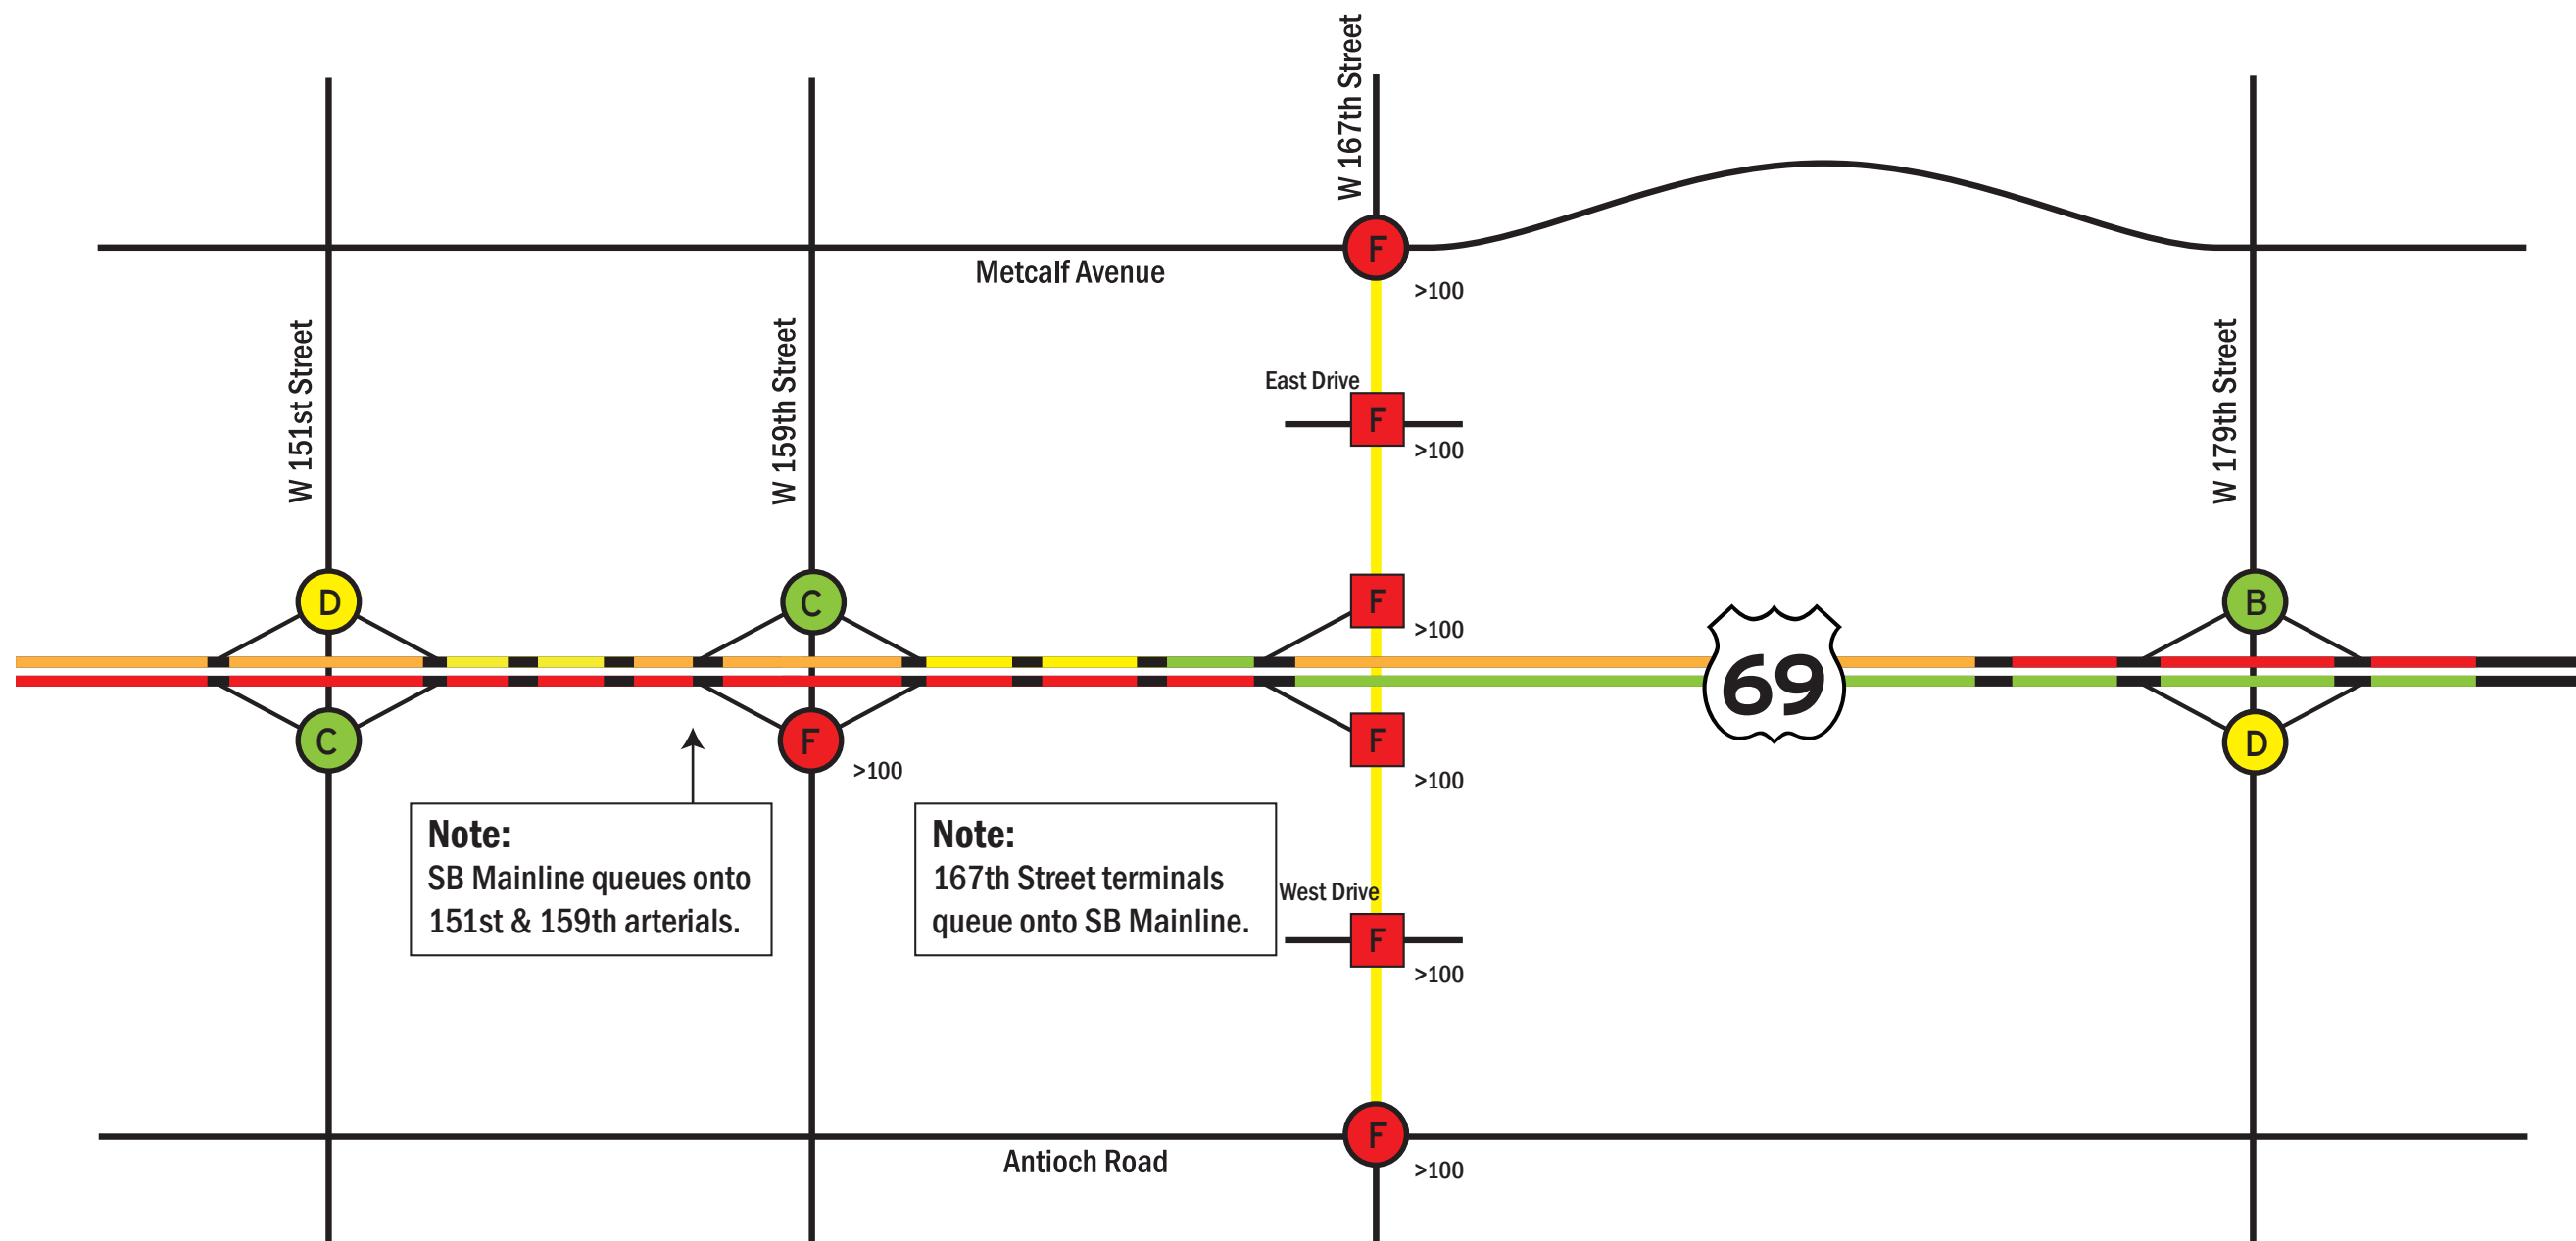 W 167th Street
F
Metcalf Avenue
>100
W 151st Street
W 159th Street
W 179th Street
East Drive
F
>100
D
C
F
B
>100
69
C
F
F
D
>100
>100
Note:
SB Mainline queues onto
151st & 159th arterials.
Note:
167th Street terminals
queue onto SB Mainline.
West Drive
F
>100
F
Antioch Road
>100